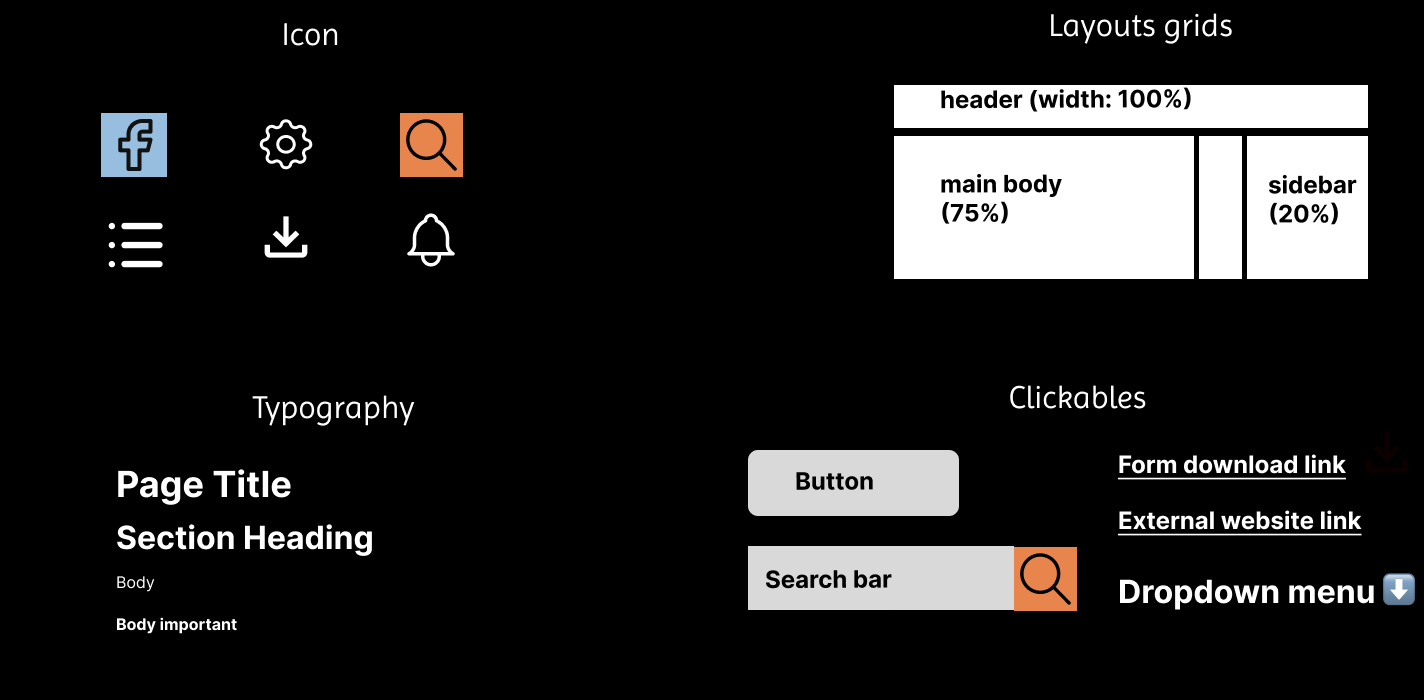 Icon
Layouts grids
header (width: 100%)
main body
(75%)
sidebar
(20%)
Typography
Page Title
Section Heading
Body
Body important
Clickables
Button
Search bar
Form download link
External website link
Dropdown menu